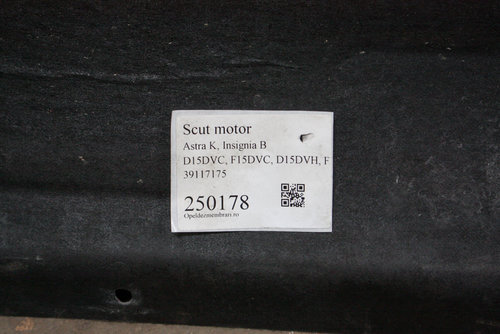 Scut motor
Astra K, Insignia B
D15DVC, F15DVC, D15DVH, F
39117175
250178
Opeldezmembrari.ro